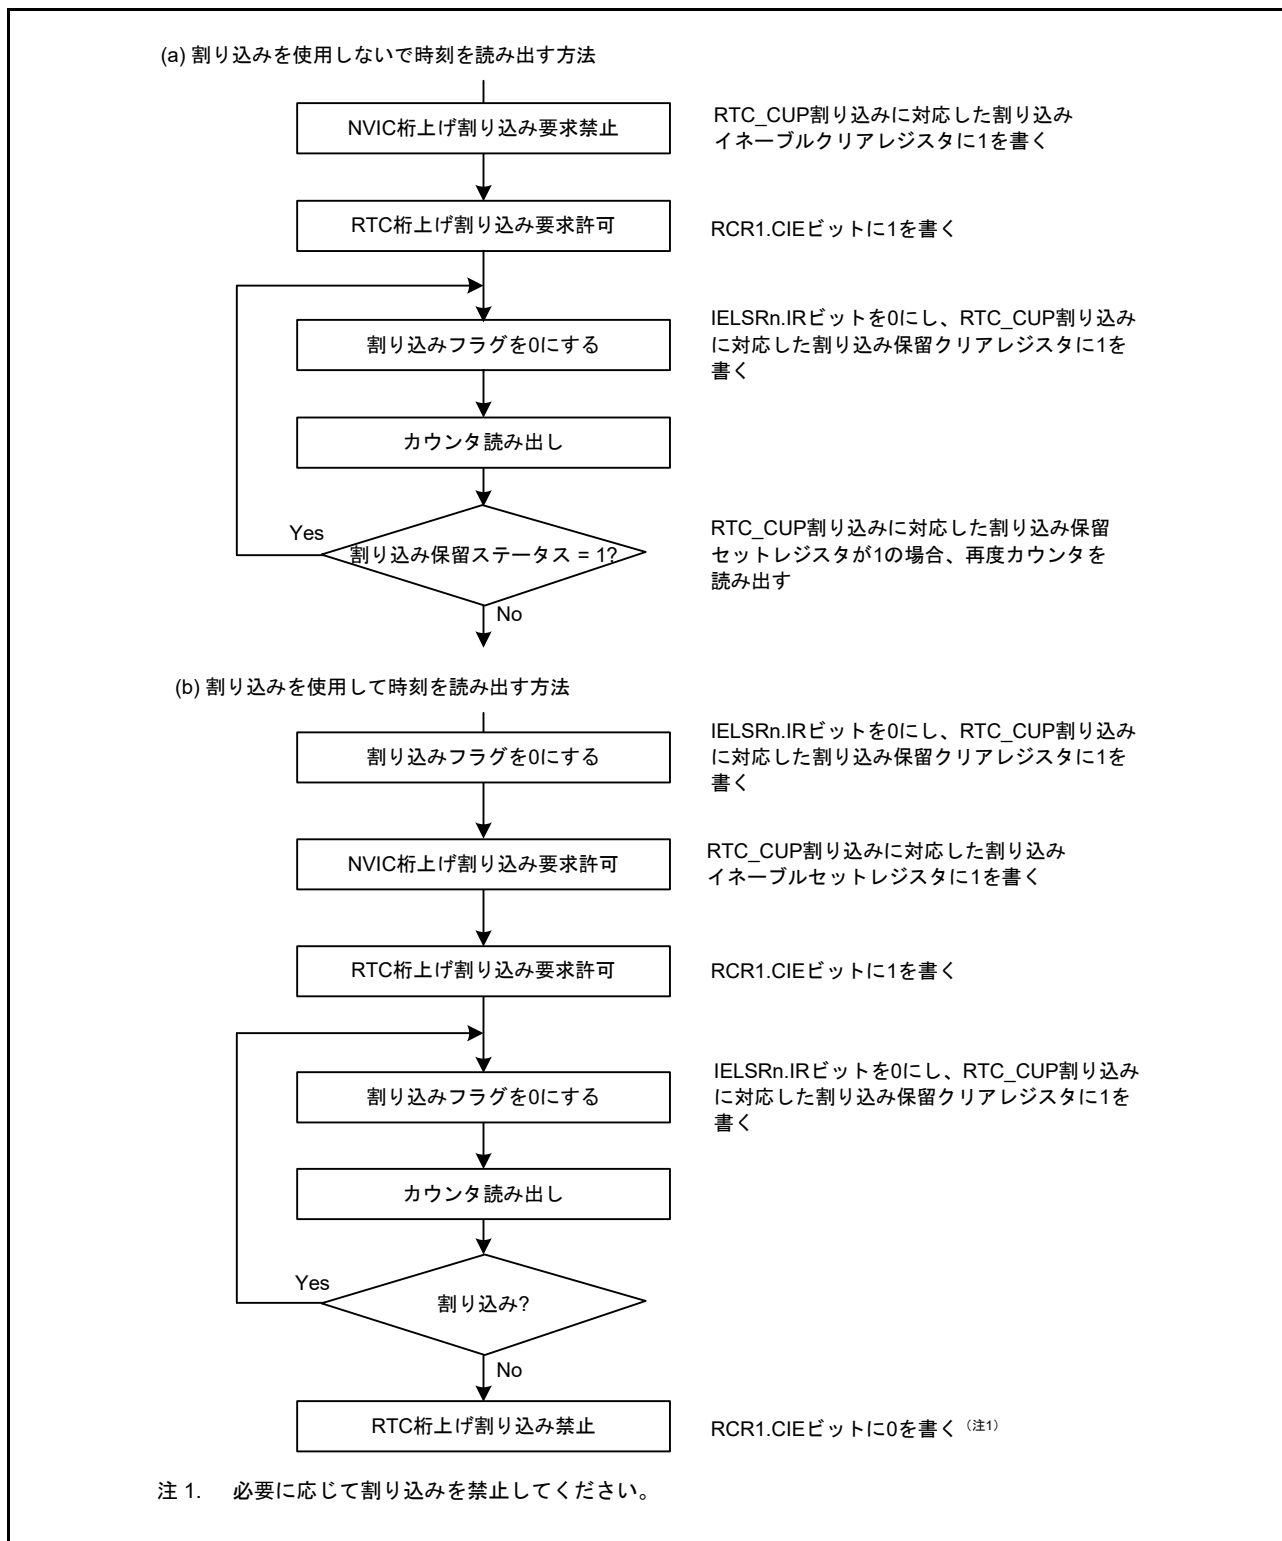 (a) 割り込みを使用しないで時刻を読み出す方法
NVIC桁上げ割り込み要求禁止
RTC_CUP割り込みに対応した割り込み
イネーブルクリアレジスタに1を書く
RTC桁上げ割り込み要求許可
RCR1.CIEビットに1を書く
割り込みフラグを0にする
IELSRn.IRビットを0にし、RTC_CUP割り込み
に対応した割り込み保留クリアレジスタに1を
書く
カウンタ読み出し
Yes
割り込み保留ステータス = 1?
RTC_CUP割り込みに対応した割り込み保留
セットレジスタが1の場合、再度カウンタを
読み出す
No
(b) 割り込みを使用して時刻を読み出す方法
割り込みフラグを0にする
IELSRn.IRビットを0にし、RTC_CUP割り込み
に対応した割り込み保留クリアレジスタに1を
書く
NVIC桁上げ割り込み要求許可
RTC_CUP割り込みに対応した割り込み
イネーブルセットレジスタに1を書く
RTC桁上げ割り込み要求許可
RCR1.CIEビットに1を書く
割り込みフラグを0にする
IELSRn.IRビットを0にし、RTC_CUP割り込み
に対応した割り込み保留クリアレジスタに1を
書く
カウンタ読み出し
Yes
割り込み?
No
RTC桁上げ割り込み禁止
RCR1.CIEビットに0を書く（注1）
注 1. 必要に応じて割り込みを禁止してください。